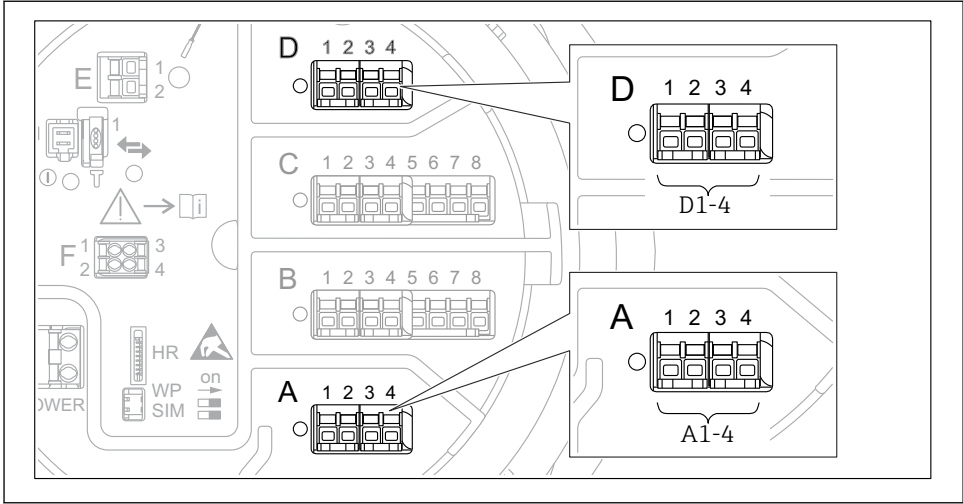 D 1 2 3 4
E 1
2
1
C 1 2 3 4 5 6 7 8
i
F 1 3
2 4
B 1 2 3 4 5 6 7 8
HR
WP on
SIM
OWER
A 1 2 3 4
D 1 2 3 4
D1-4
A 1 2 3 4
A1-4